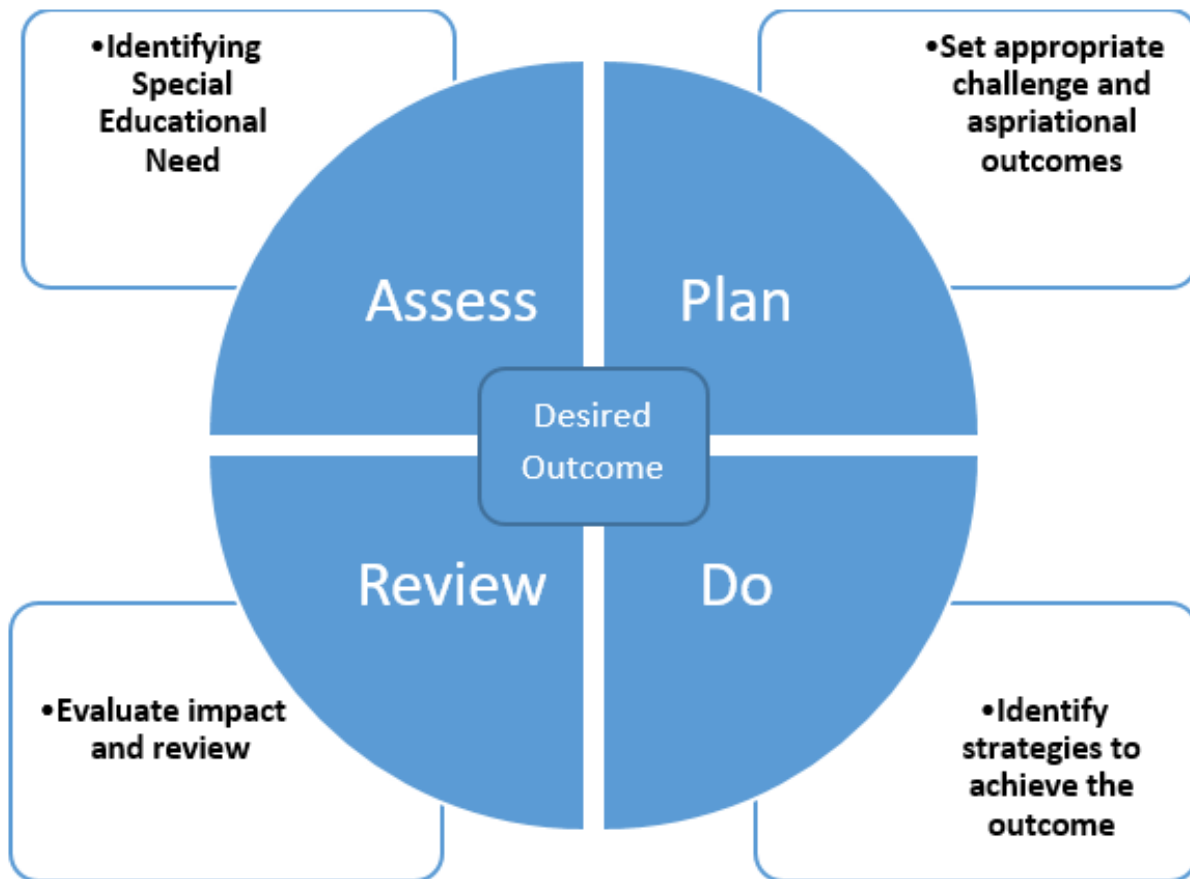 •Identifying
Special
Educational
Need
•Set appropriate
challenge and
aspriational
outcomes
Assess
Plan
Desired
Outcome
Review
Do
•Evaluate impact
and review
•Identify
strategies to
achieve the
outcome